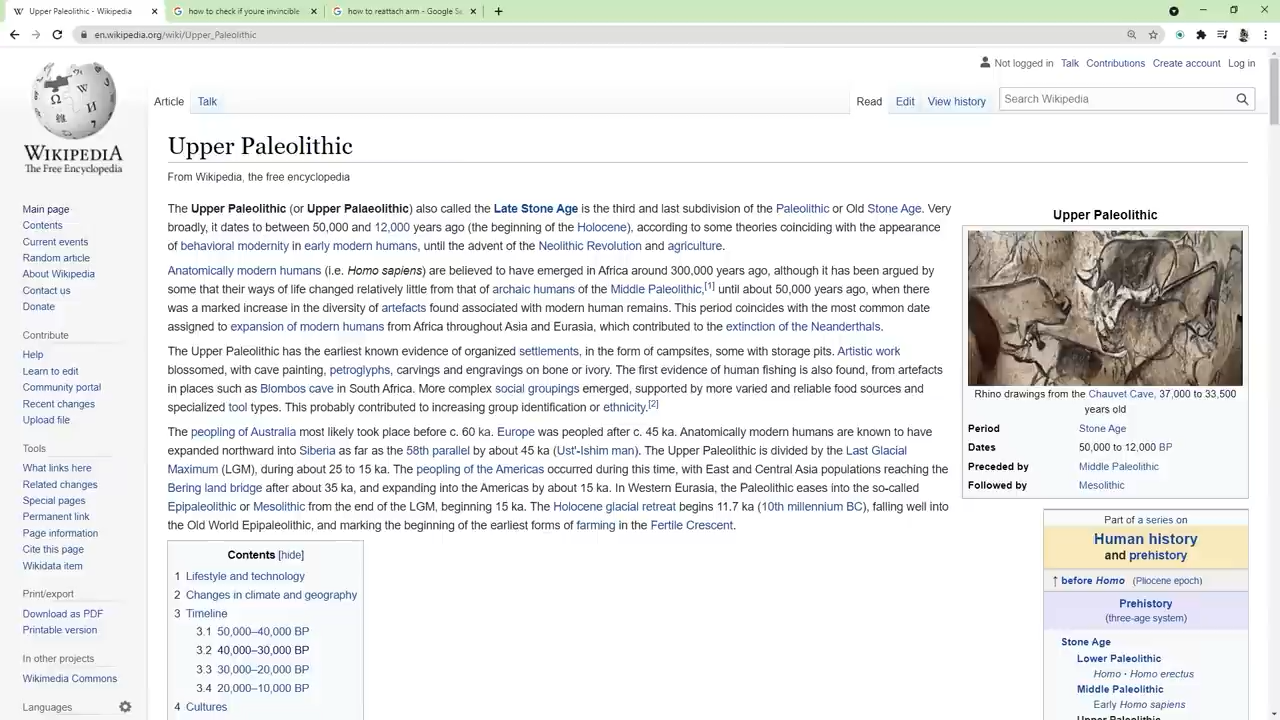 Upper Paleolithic - Wikipedia
how to check if youre invincible
how to reattach arm - Google Se
en.wikipedia.org/wiki/Upper_Paleolithic
Not logged in Talk Contributions Create account Log in
Article Talk Read Edit View history Search Wikipedia
WIKIPEDIA
The Free Encyclopedia
Main page
Contents
Current events
Random article
About Wikipedia
Contact us
Donate
Contribute
Help
Learn to edit
Community portal
Recent changes
Upload file
Tools
What links here
Related changes
Special pages
Permanent link
Page information
Cite this page
Wikidata item
Print/export
Download as PDF
Printable version
In other projects
Wikimedia Commons
Languages
Upper Paleolithic
From Wikipedia, the free encyclopedia
The Upper Paleolithic (or Upper Palaeolithic) also called the Late Stone Age is the third and last subdivision of the Paleolithic or Old Stone Age. Very
broadly, it dates to between 50,000 and 12,000 years ago (the beginning of the Holocene), according to some theories coinciding with the appearance
of behavioral modernity in early modern humans, until the advent of the Neolithic Revolution and agriculture.
Anatomically modern humans (i.e. Homo sapiens) are believed to have emerged in Africa around 300,000 years ago, although it has been argued by
some that their ways of life changed relatively little from that of archaic humans of the Middle Paleolithic,[1] until about 50,000 years ago, when there
was a marked increase in the diversity of artefacts found associated with modern human remains. This period coincides with the most common date
assigned to expansion of modern humans from Africa throughout Asia and Eurasia, which contributed to the extinction of the Neanderthals.
The Upper Paleolithic has the earliest known evidence of organized settlements, in the form of campsites, some with storage pits. Artistic work
blossomed, with cave painting, petroglyphs, carvings and engravings on bone or ivory. The first evidence of human fishing is also found, from artefacts
in places such as Blombos cave in South Africa. More complex social groupings emerged, supported by more varied and reliable food sources and
specialized tool types. This probably contributed to increasing group identification or ethnicity.[2]
The peopling of Australia most likely took place before c. 60 ka. Europe was peopled after c. 45 ka. Anatomically modern humans are known to have
expanded northward into Siberia as far as the 58th parallel by about 45 ka (Ust'-Ishim man). The Upper Paleolithic is divided by the Last Glacial
Maximum (LGM), during about 25 to 15 ka. The peopling of the Americas occurred during this time, with East and Central Asia populations reaching the
Bering land bridge after about 35 ka, and expanding into the Americas by about 15 ka. In Western Eurasia, the Paleolithic eases into the so-called
Epipaleolithic or Mesolithic from the end of the LGM, beginning 15 ka. The Holocene glacial retreat begins 11.7 ka (10th millennium BC), falling well into
the Old World Epipaleolithic, and marking the beginning of the earliest forms of farming in the Fertile Crescent.
Contents [hide]
1 Lifestyle and technology
2 Changes in climate and geography
3 Timeline
3.1 50,000–40,000 BP
3.2 40,000–30,000 BP
3.3 30,000–20,000 BP
3.4 20,000–10,000 BP
4 Cultures
Upper Paleolithic
Rhino drawings from the Chauvet Cave, 37,000 to 33,500
years old
Period Stone Age
Dates 50,000 to 12,000 BP
Preceded by Middle Paleolithic
Followed by Mesolithic
Part of a series on
Human history
and prehistory
↑ before Homo (Pliocene epoch)
Prehistory
(three-age system)
Stone Age
Lower Paleolithic
Homo · Homo erectus
Middle Paleolithic
Early Homo sapiens
Upper Paleolithic